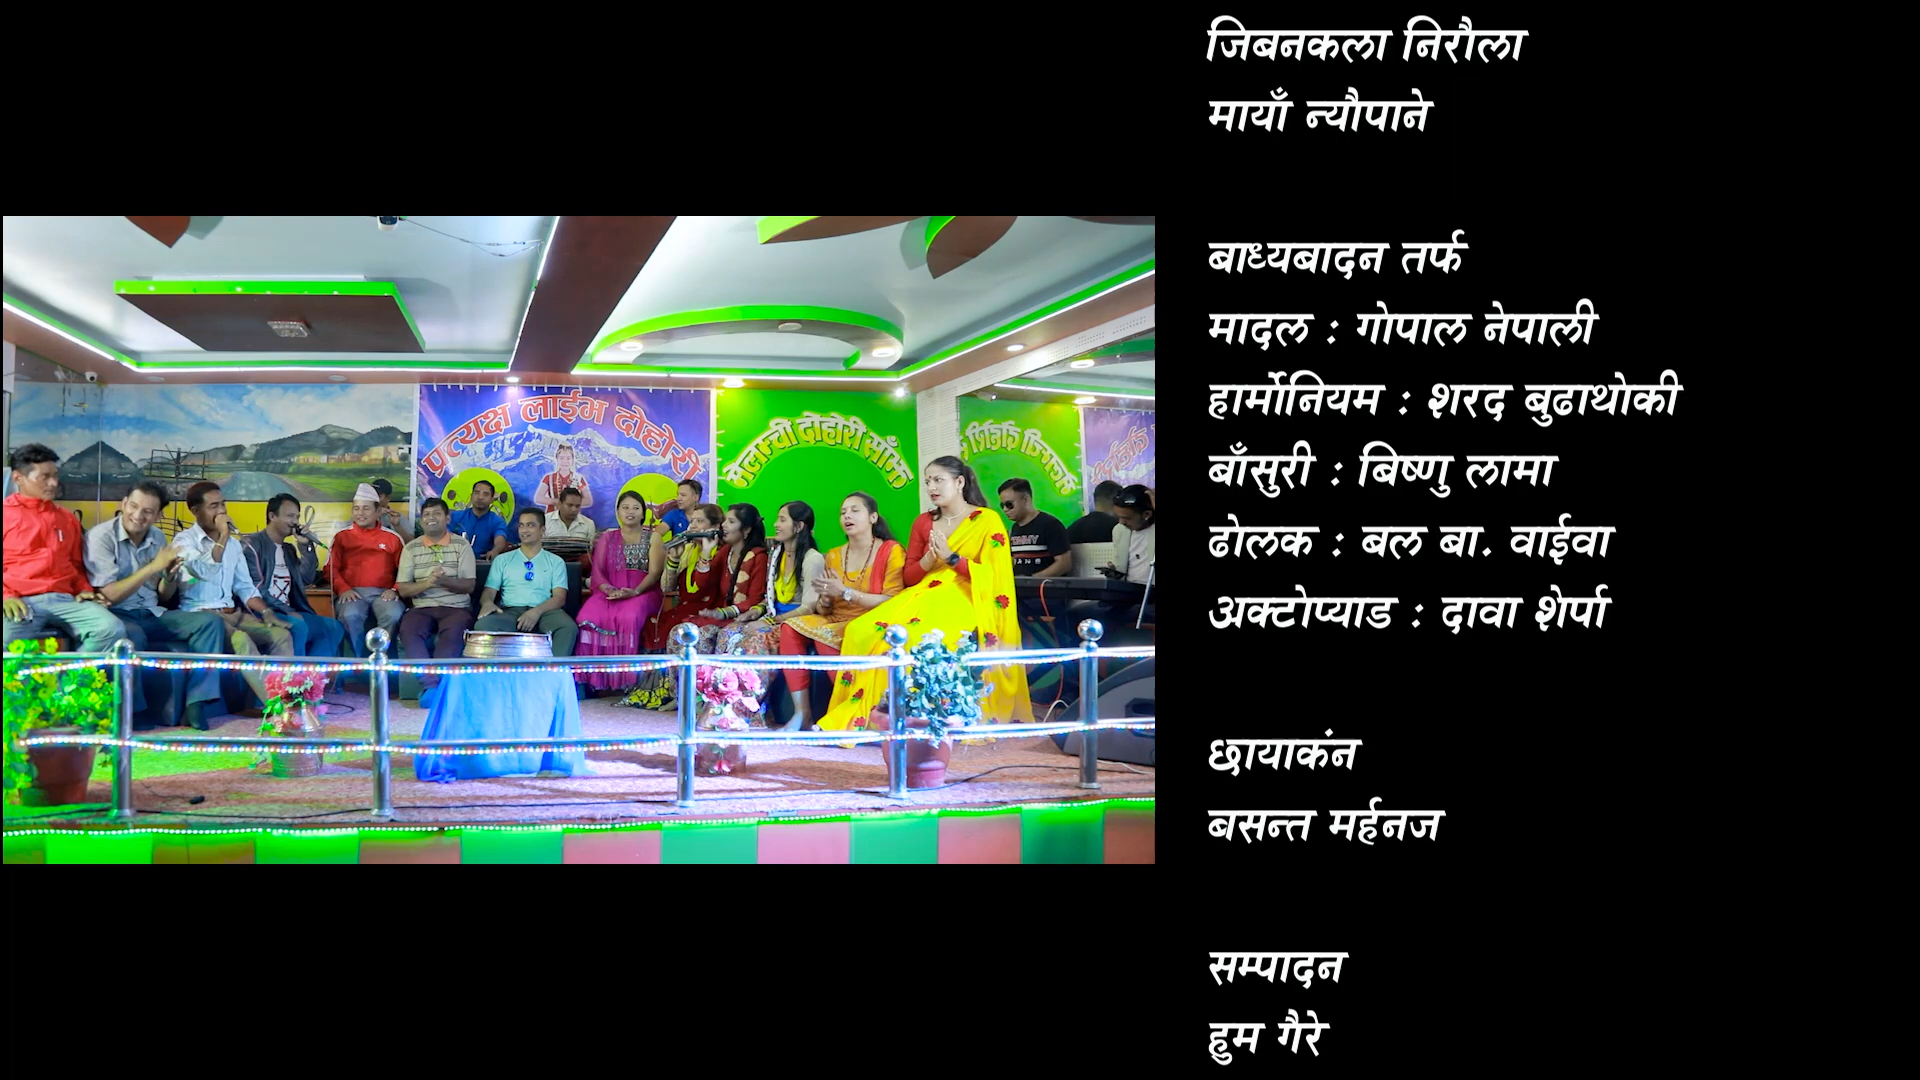 जिबनकला निरौला
मायाँ न्यौपाने
बाध्यबादन तर्फ
मादल : गोपाल नेपाली
हार्मोनियम : शरद बुढाथोकी
बाँसुरी : बिष्णु लामा
ढोलक : बल बा. वाईवा
अक्टोप्याड : दावा शेर्पा
छायाकंन
बसन्त मर्हनज
सम्पादन
हुम गैरे
प्रत्यक्ष लाईभ दोहोरी
मेलम्ची दोहोरी साँझ